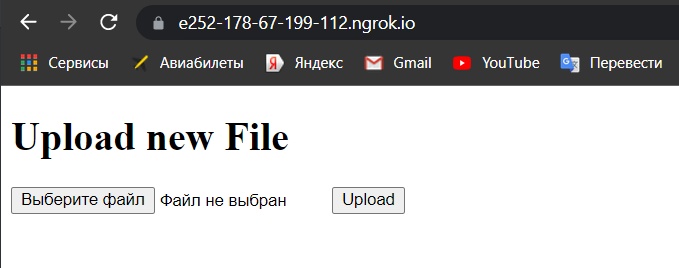 e252-178-67-199-112.ngrok.io
Сервисы Авиабилеты Яндекс Gmail YouTube Перевести
Upload new File
Выберите файл Файл не выбран Upload